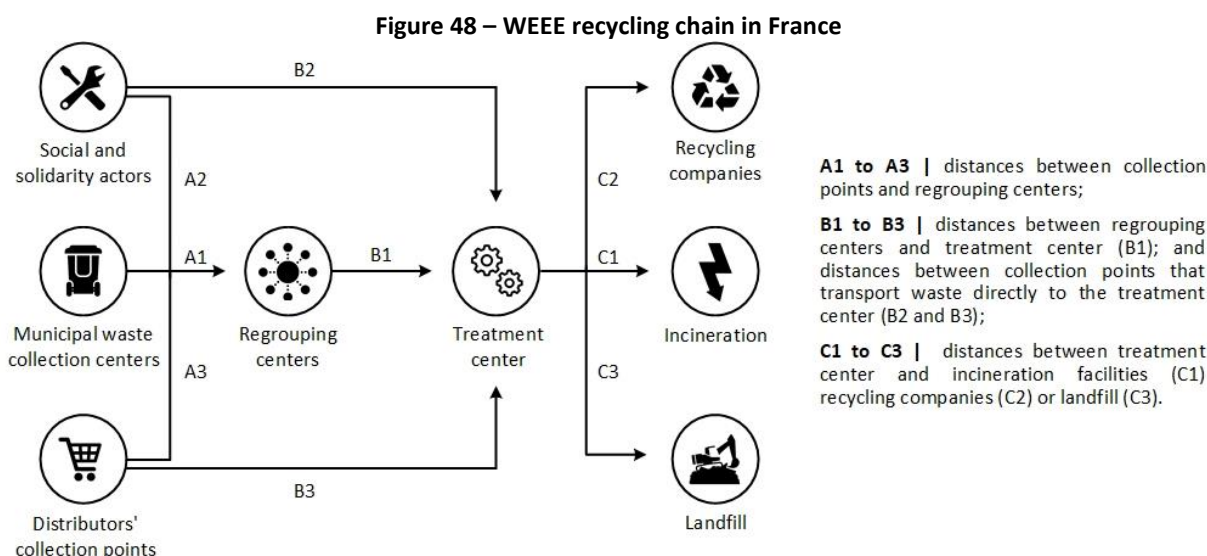 Figure 48 – WEEE recycling chain in France
B2
Social and
solidarity actors
A2
C2
Recycling
companies
A1
B1
C1
Municipal waste
collection centers
Regrouping
centers
Treatment
center
Incineration
A3
C3
B3
Distributors'
collection points
Landfill
A1 to A3 | distances between collection
points and regrouping centers;
B1 to B3 | distances between regrouping
centers and treatment center (B1); and
distances between collection points that
transport waste directly to the treatment
center (B2 and B3);
C1 to C3 | distances between treatment
center and incineration facilities (C1)
recycling companies (C2) or landfill (C3).